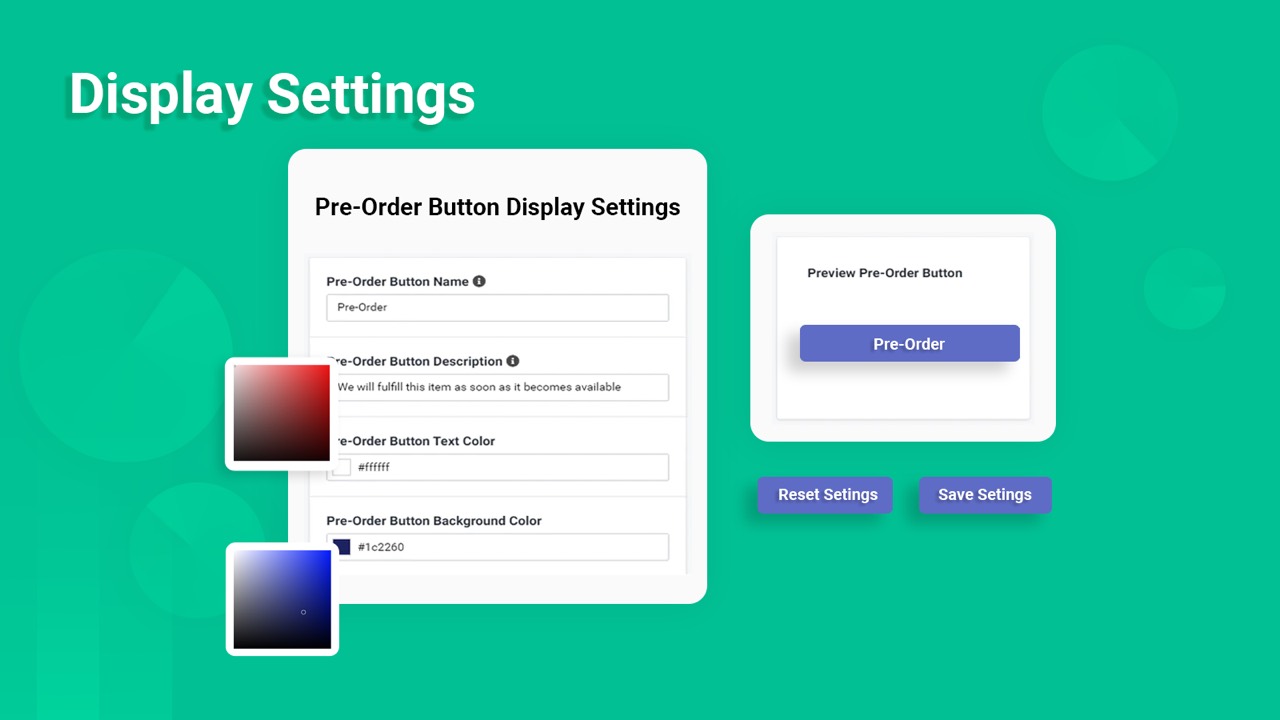 Display Settings
Pre-Order Button Display Settings
Pre-Order Button Name
Pre-Order
Pre-Order Button Description
We will fulfill this item as soon as it becomes available
Pre-Order Button Text Color
#ffffff
Pre-Order Button Background Color
#1c2260
Preview Pre-Order Button
Pre-Order
Reset Setings
Save Setings